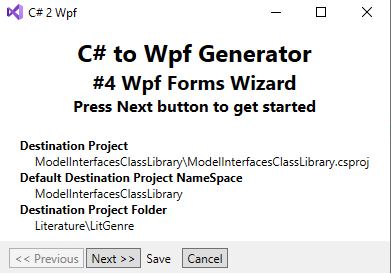 C# 2 Wpf
C# to Wpf Generator
#4 Wpf Forms Wizard
Press Next button to get started
Destination Project
ModelInterfacesClassLibrary\ModelInterfacesClassLibrary.csproj
Default Destination Project NameSpace
ModelInterfacesClassLibrary
Destination Project Folder
Literature\LitGenre
<< Previous Next >> Save Cancel